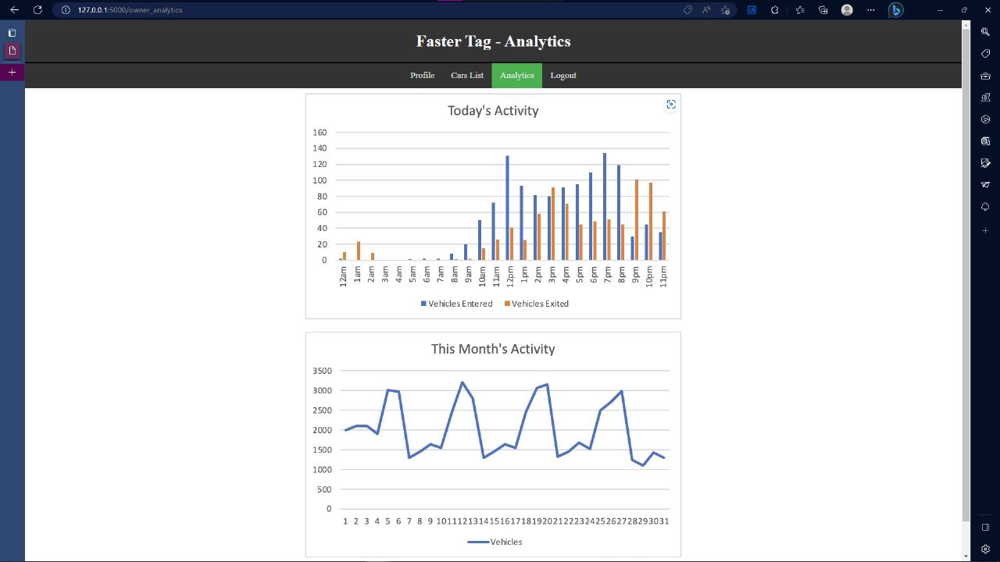 127.0.0.1:5000/owner_analytics
Faster Tag - Analytics
Profile Cars List Analytics Logout
Today's Activity
160
140
120
100
80
60
40
20
0
12am 1am 2am 3am 4am 5am 6am 7am 8am 9am 10am 11am 12pm 1pm 2pm 3pm 4pm 5pm 6pm 7pm 8pm 9pm 10pm 11pm
Vehicles Entered Vehicles Exited
This Month's Activity
3500
3000
2500
2000
1500
1000
500
0
1 2 3 4 5 6 7 8 9 10 11 12 13 14 15 16 17 18 19 20 21 22 23 24 25 26 27 28 29 30 31
Vehicles